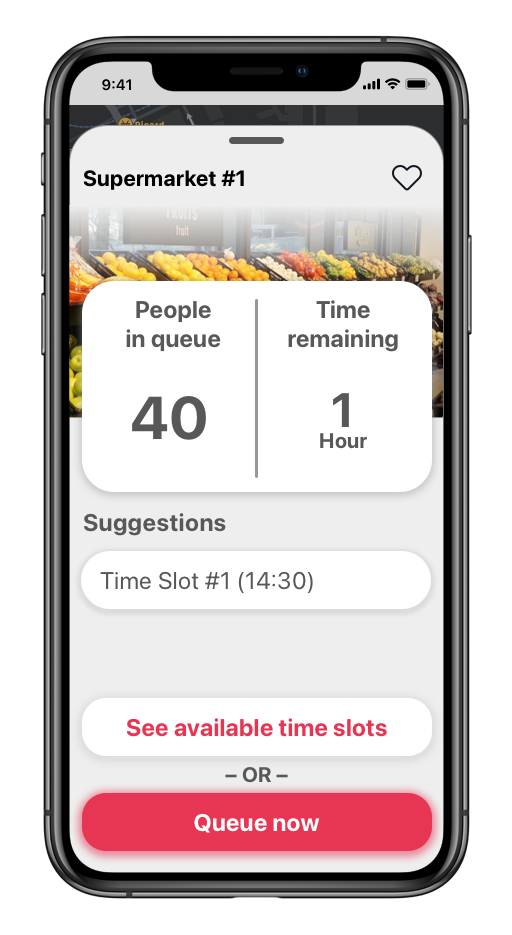 9:41
Picard
Supermarket #1
FRUITS
fruit
People
in queue
Time
remaining
40
1
Hour
Suggestions
Time Slot #1 (14:30)
See available time slots
– OR –
Queue now